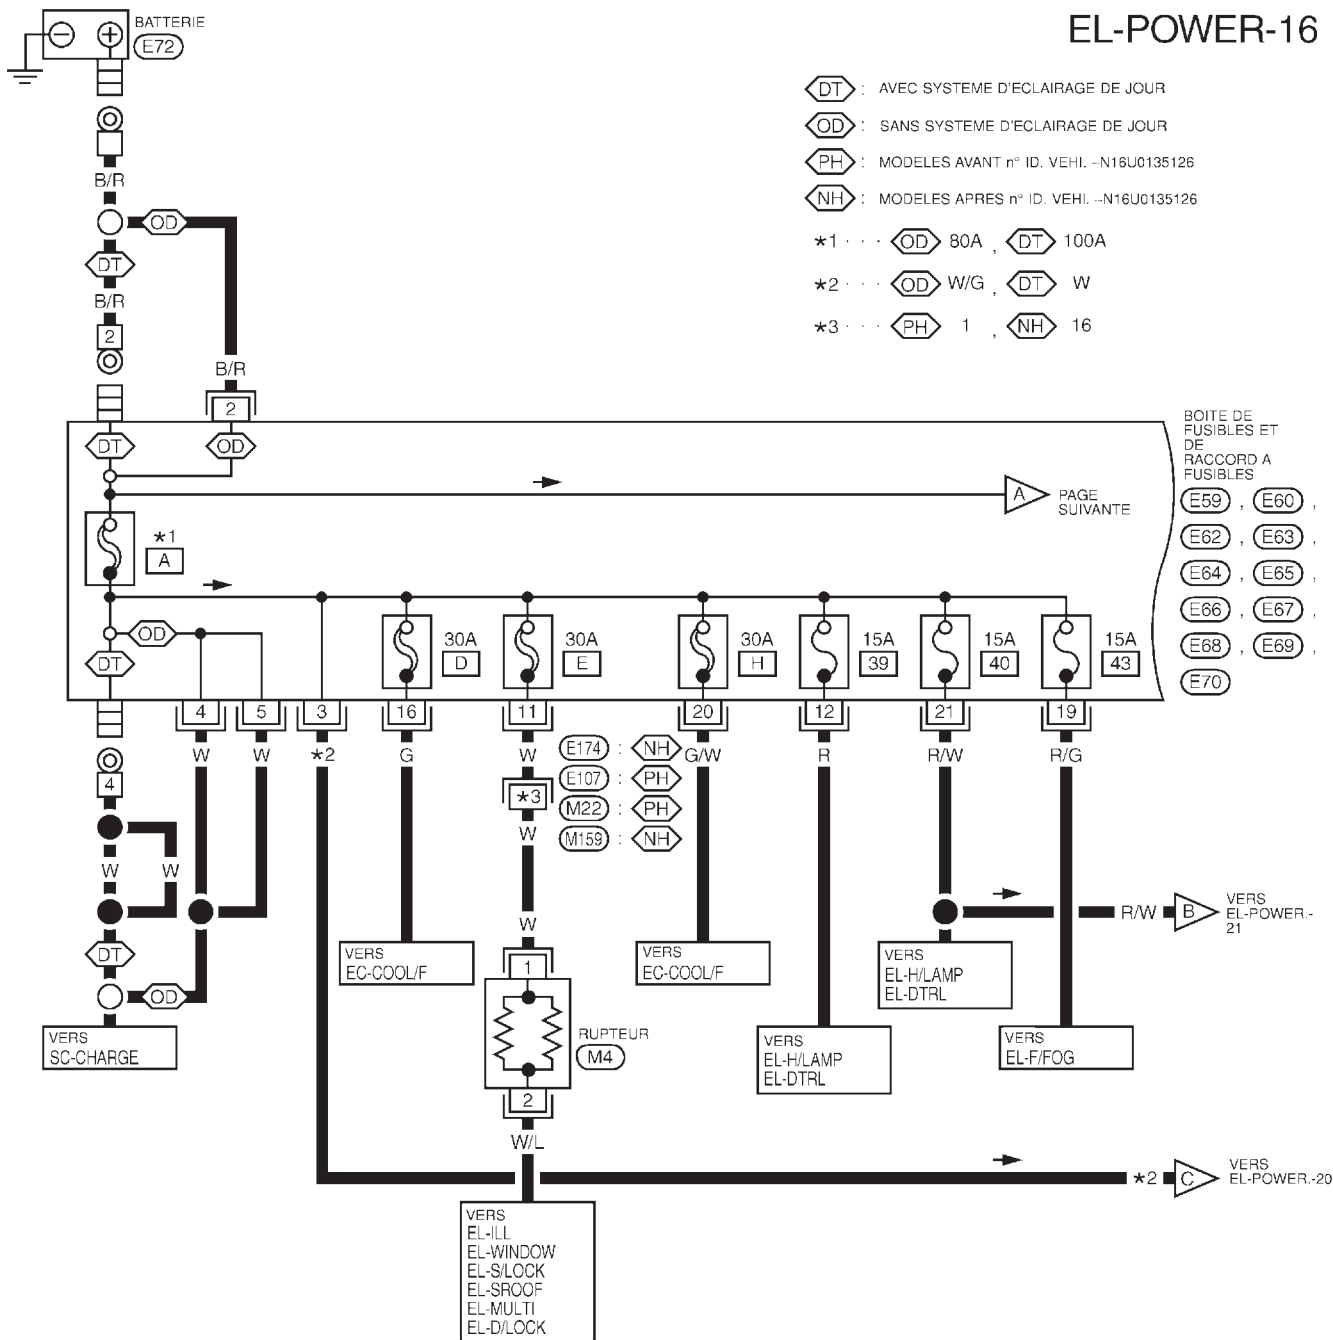 EL-POWER-16
BATTERIE
E72
DT : AVEC SYSTEME D'ECLAIRAGE DE JOUR
OD : SANS SYSTEME D'ECLAIRAGE DE JOUR
PH : MODELES AVANT n° ID. VEHI. --N16U0135126
NH : MODELES APRES n° ID. VEHI. --N16U0135126
*1 · · · OD 80A , DT 100A
*2 · · · OD W/G , DT W
*3 · · · PH 1 , NH 16
B/R
OD
DT
B/R
2
B/R
2
DT
OD
A
PAGE
SUIVANTE
BOITE DE
FUSIBLES ET
DE
RACCORD A
FUSIBLES
E59 , E60 ,
E62 , E63 ,
E64 , E65 ,
E66 , E67 ,
E68 , E69 ,
E70
*1
A
OD
DT
30A
D
30A
E
30A
H
15A
39
15A
40
15A
43
4
5
3
16
11
20
12
21
19
W
W
*2
G
W
G/W
R
R/W
R/G
E174 : NH
E107 : PH
M22 : PH
M159 : NH
*3
W
4
W
W
W
DT
OD
VERS
SC-CHARGE
VERS
EC-COOL/F
1
RUPTEUR
M4
2
W/L
VERS
EC-COOL/F
VERS
EL-H/LAMP
EL-DTRL
VERS
EL-H/LAMP
EL-DTRL
VERS
EL-F/FOG
R/W
B
VERS
EL-POWER.-
21
*2
C
VERS
EL-POWER.-20
VERS
EL-ILL
EL-WINDOW
EL-S/LOCK
EL-SROOF
EL-MULTI
EL-D/LOCK